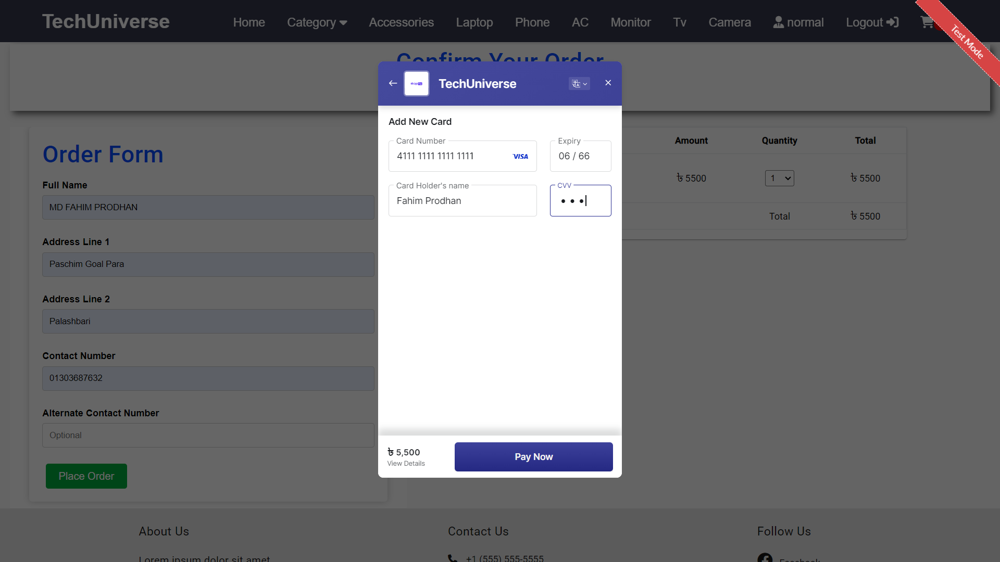 TechUniverse
Home
Category
Accessories
Laptop
Phone
AC
Monitor
Tv
Camera
normal
Logout
Test Mode
Confirm Your Order
TechUniverse
Add New Card
Card Number
4111 1111 1111 1111
VISA
Expiry
06 / 66
Card Holder's name
Fahim Prodhan
CVV
৳ 5,500
View Details
Pay Now
Order Form
Full Name
MD FAHIM PRODHAN
Address Line 1
Paschim Goal Para
Address Line 2
Palashbari
Contact Number
01303687632
Alternate Contact Number
Optional
Place Order
Amount Quantity Total
৳ 5500 1 ৳ 5500
Total ৳ 5500
About Us
Lorem ipsum dolor sit amet
Contact Us
+1 (555) 555-5555
Follow Us
Facebook